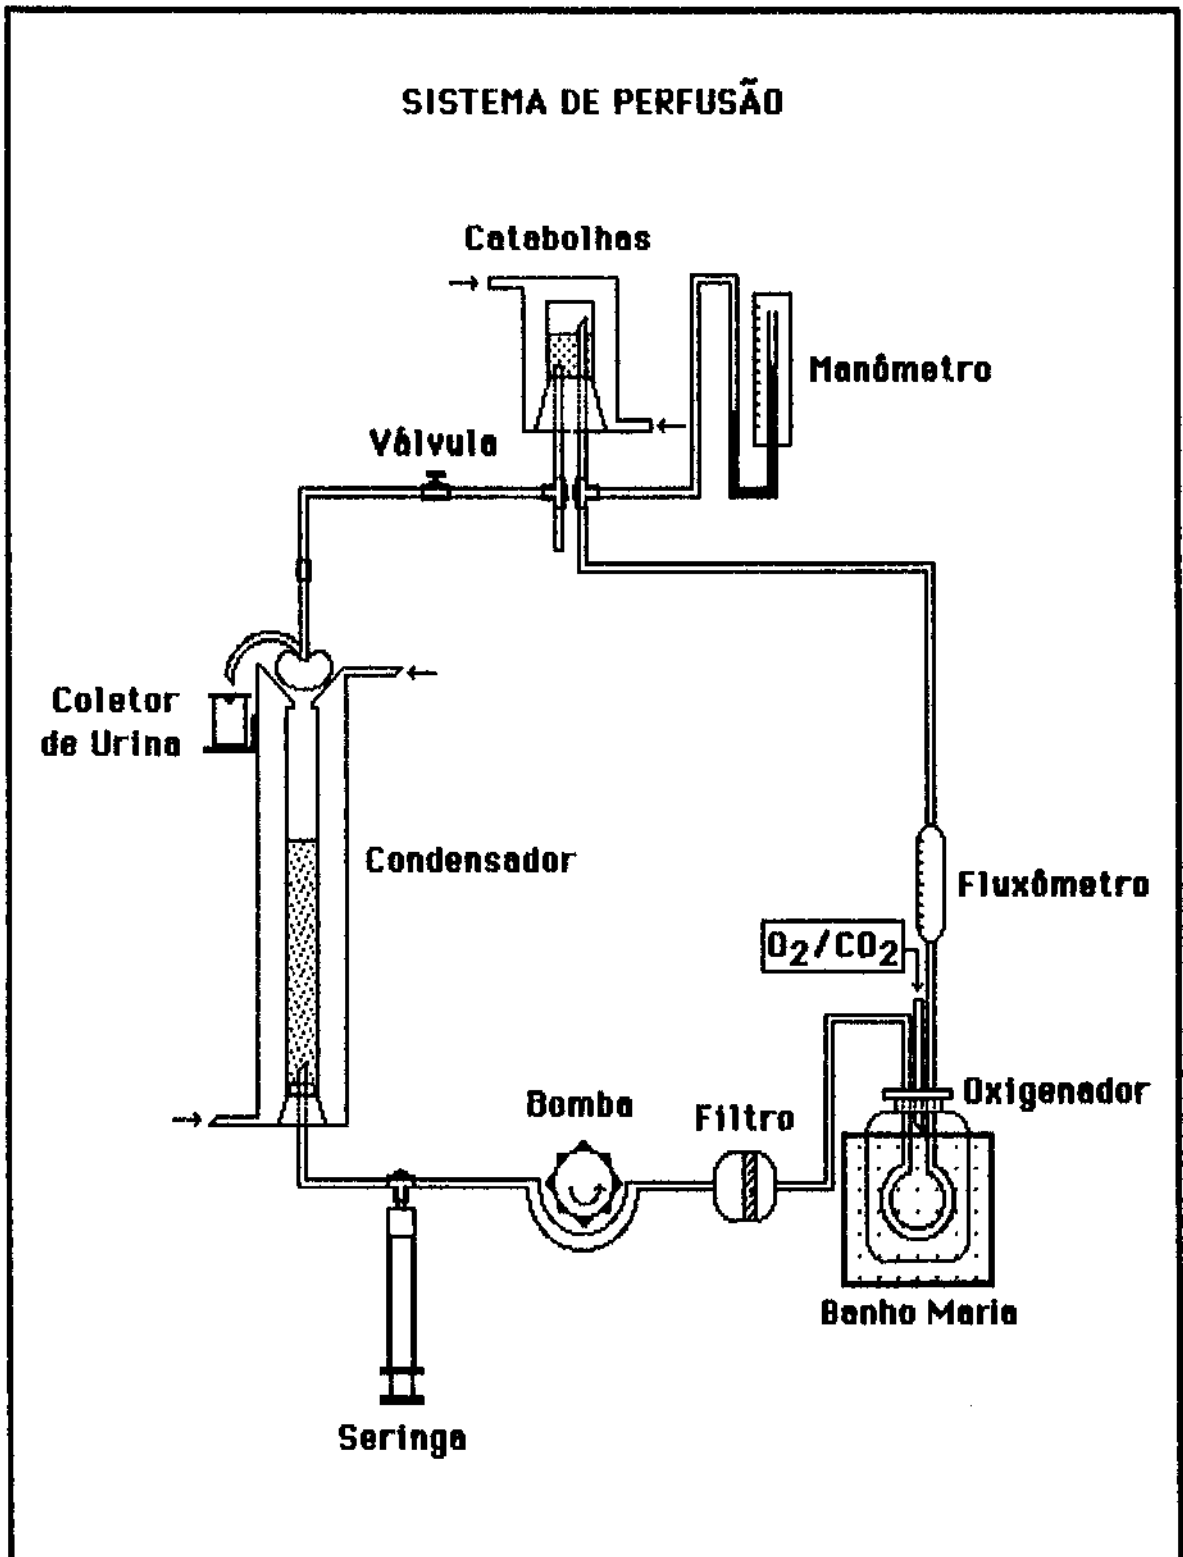 SISTEMA DE PERFUSÃO
Catabolhas
Manômetro
Válvula
Coletor
de Urina
Condensador
Fluxômetro
O₂/CO₂
Oxigenador
Bomba
Filtro
Banho Maria
Seringa